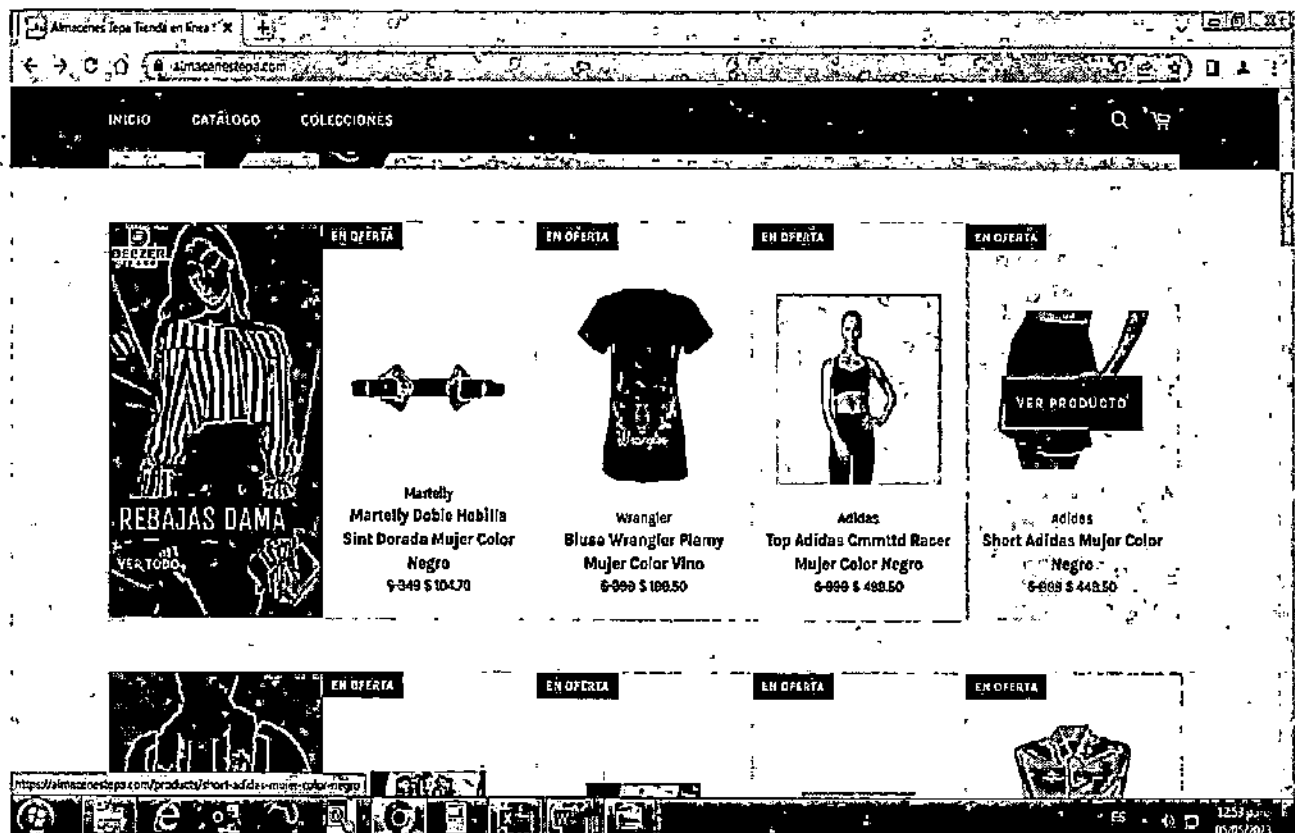 Almacenes Tepa Tienda en línea
almacenestepa.com
INICIO CATÁLOGO COLECCIONES
EN OFERTA EN OFERTA EN OFERTA EN OFERTA
VER PRODUCTO
Wrangler
REBAJAS DAMA
VER TODO
Martelly
Martelly Doble Hebilla
Sint Dorada Mujer Color
Negro
$ 349 $ 104.70
Wrangler
Blusa Wrangler Plamy
Mujer Color Vino
Adidas
Top Adidas Cmmttd Racer
Mujer Color Negro
$ 499.50
Adidas
Short Adidas Mujer Color
Negro
$ 449.50
EN OFERTA EN OFERTA EN OFERTA EN OFERTA
https://almacenestepa.com/products/short-adidas-mujer-color-negro
ES